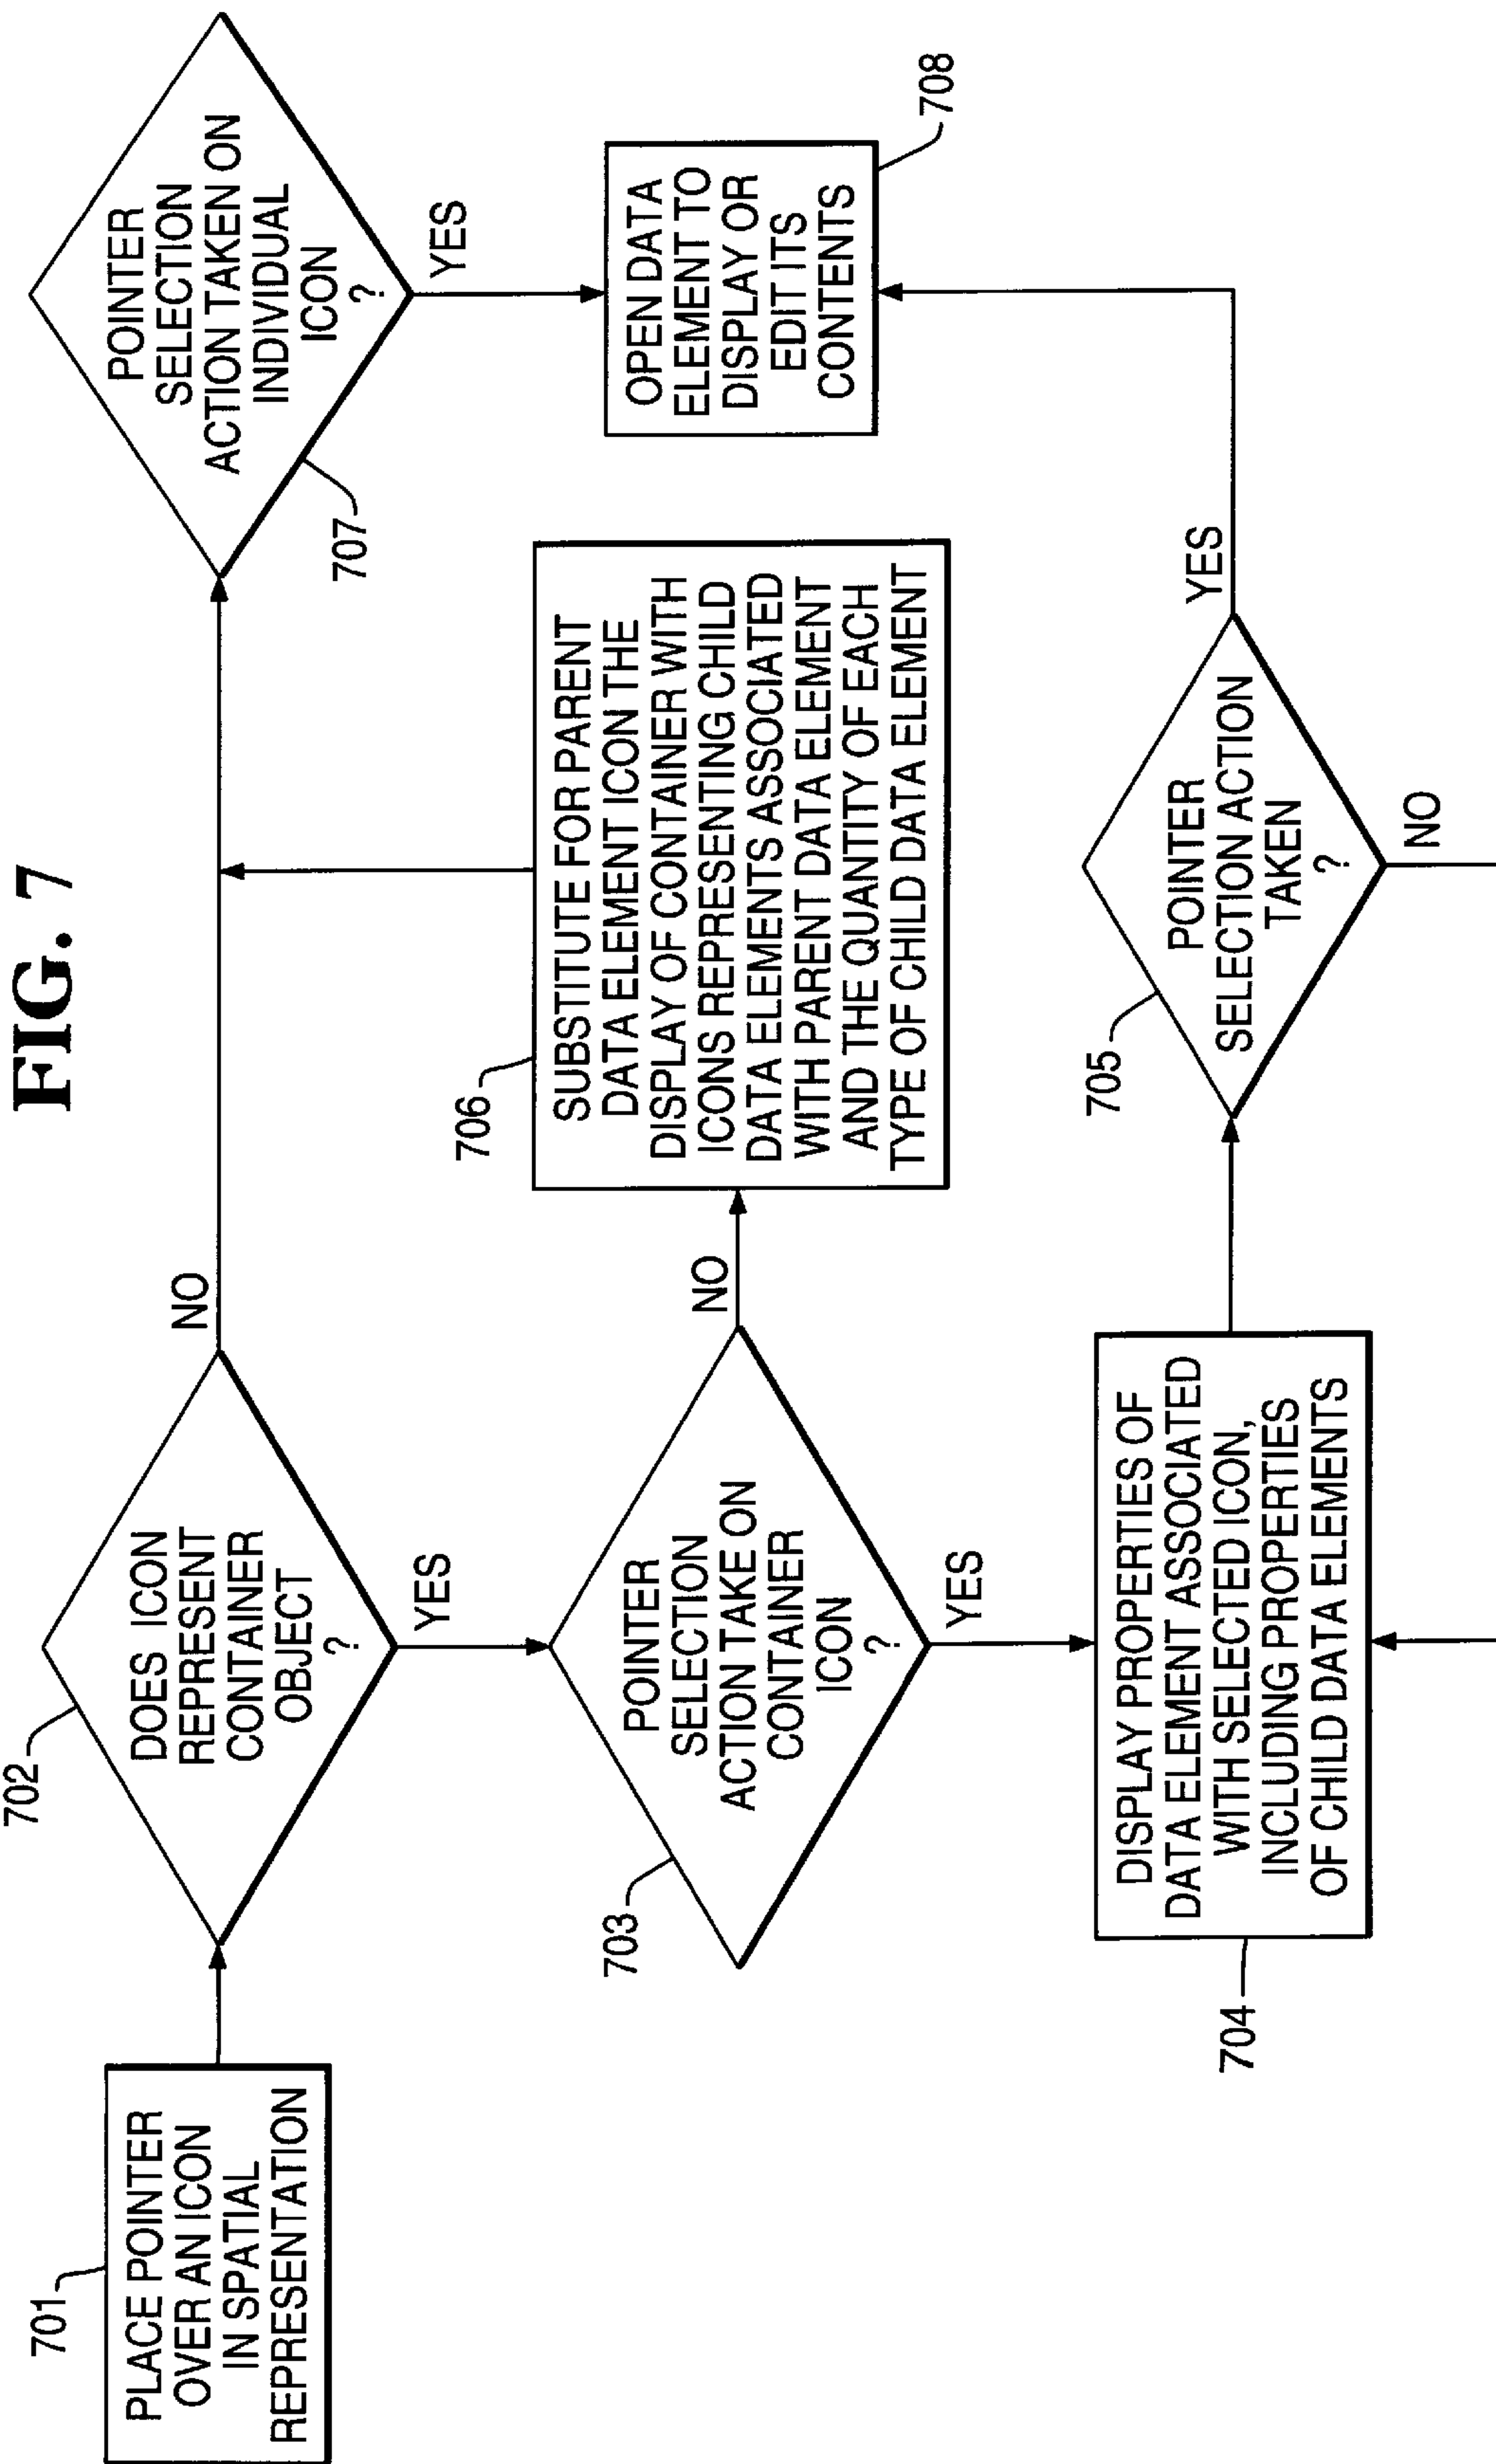 FIG. 7
701
PLACE POINTER
OVER AN ICON
IN SPATIAL
REPRESENTATION
702
DOES ICON
REPRESENT
CONTAINER
OBJECT
?
NO
YES
POINTER
SELECTION
ACTION TAKEN ON
INDIVIDUAL
ICON
?
707
YES
703
POINTER
SELECTION
ACTION TAKE ON
CONTAINER
ICON
?
NO
YES
706
SUBSTITUTE FOR PARENT
DATA ELEMENT ICON THE
DISPLAY OF CONTAINER WITH
ICONS REPRESENTING CHILD
DATA ELEMENTS ASSOCIATED
WITH PARENT DATA ELEMENT
AND THE QUANTITY OF EACH
TYPE OF CHILD DATA ELEMENT
OPEN DATA
ELEMENT TO
DISPLAY OR
EDIT ITS
CONTENTS
708
DISPLAY PROPERTIES OF
DATA ELEMENT ASSOCIATED
WITH SELECTED ICON,
INCLUDING PROPERTIES
OF CHILD DATA ELEMENTS
704
705
POINTER
SELECTION ACTION
TAKEN
?
YES
NO